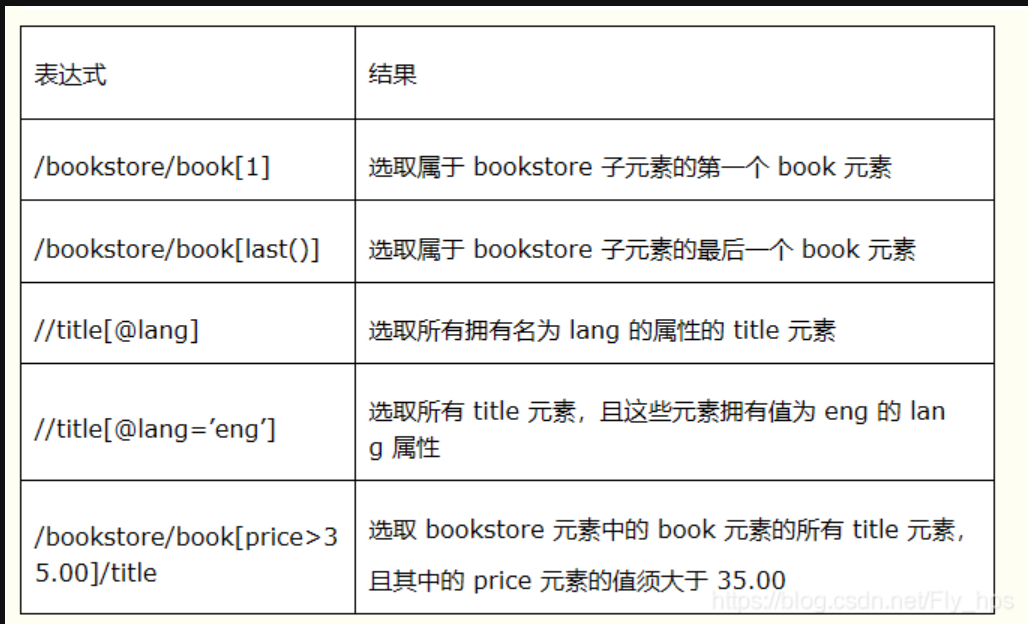 表达式
结果
/bookstore/book[1]
选取属于 bookstore 子元素的第一个 book 元素
/bookstore/book[last()]
选取属于 bookstore 子元素的最后一个 book 元素
//title[@lang]
选取所有拥有名为 lang 的属性的 title 元素
//title[@lang=’eng’]
选取所有 title 元素，且这些元素拥有值为 eng 的 lan
g 属性
/bookstore/book[price>3
5.00]/title
选取 bookstore 元素中的 book 元素的所有 title 元素，
且其中的 price 元素的值须大于 35.00
https://blog.csdn.net/Fly_hps